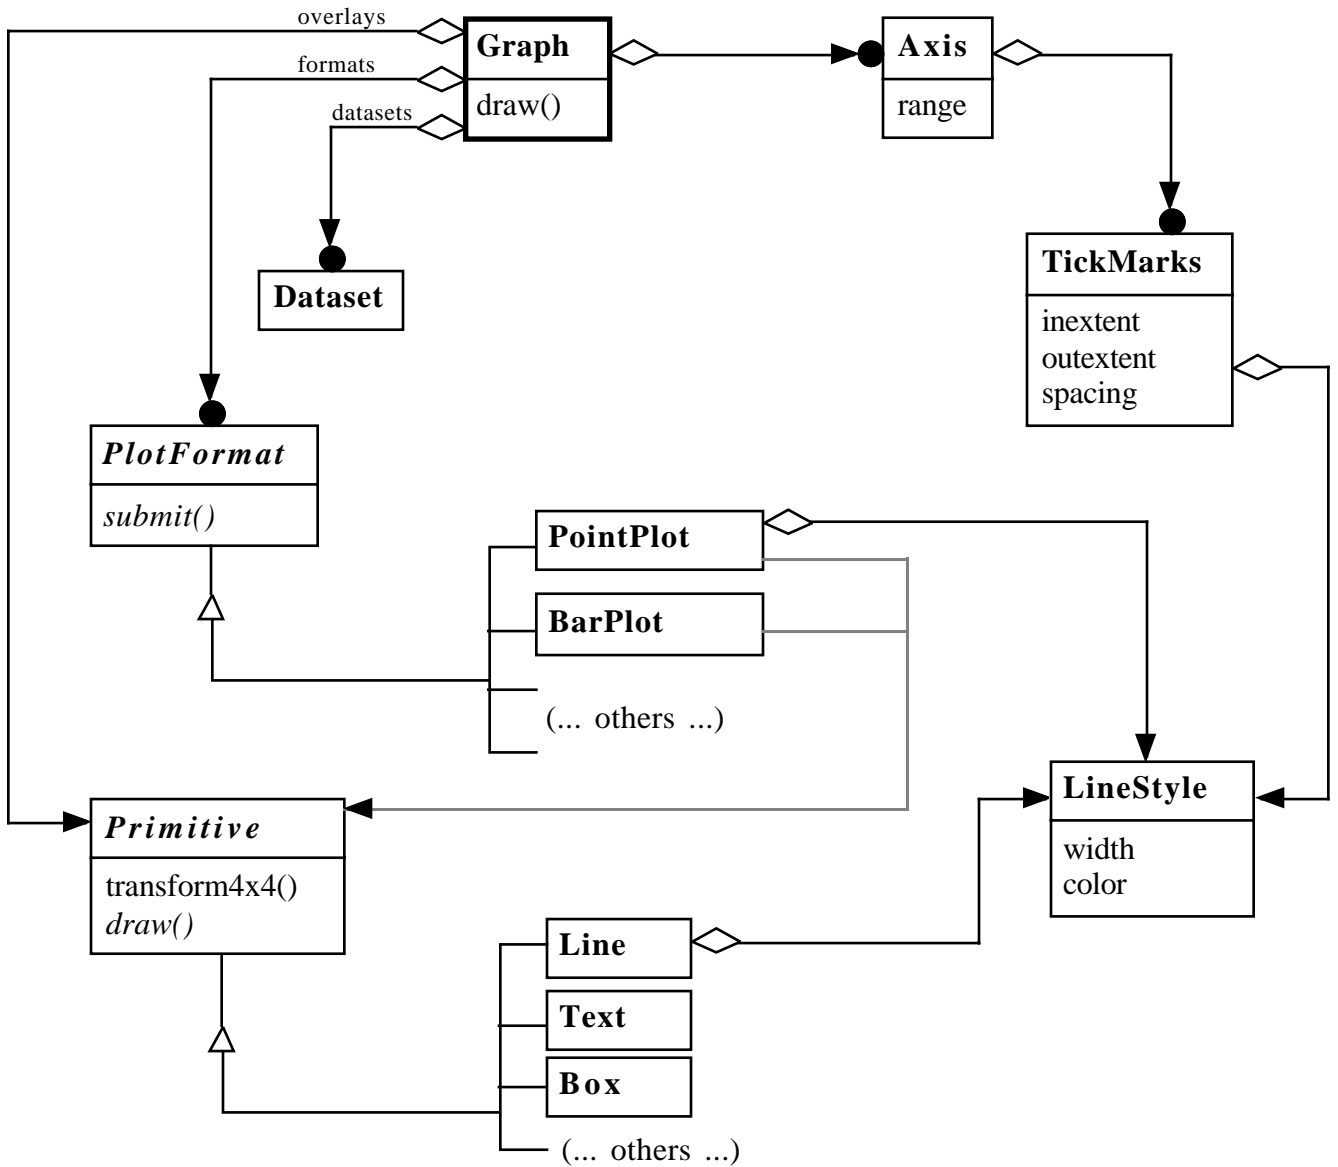 overlays
formats
datasets
Graph
draw()
Axis
range
TickMarks
inextent
outextent
spacing
Dataset
PlotFormat
submit()
PointPlot
BarPlot
(... others ...)
LineStyle
width
color
Primitive
transform4x4()
draw()
Line
Text
Box
(... others ...)